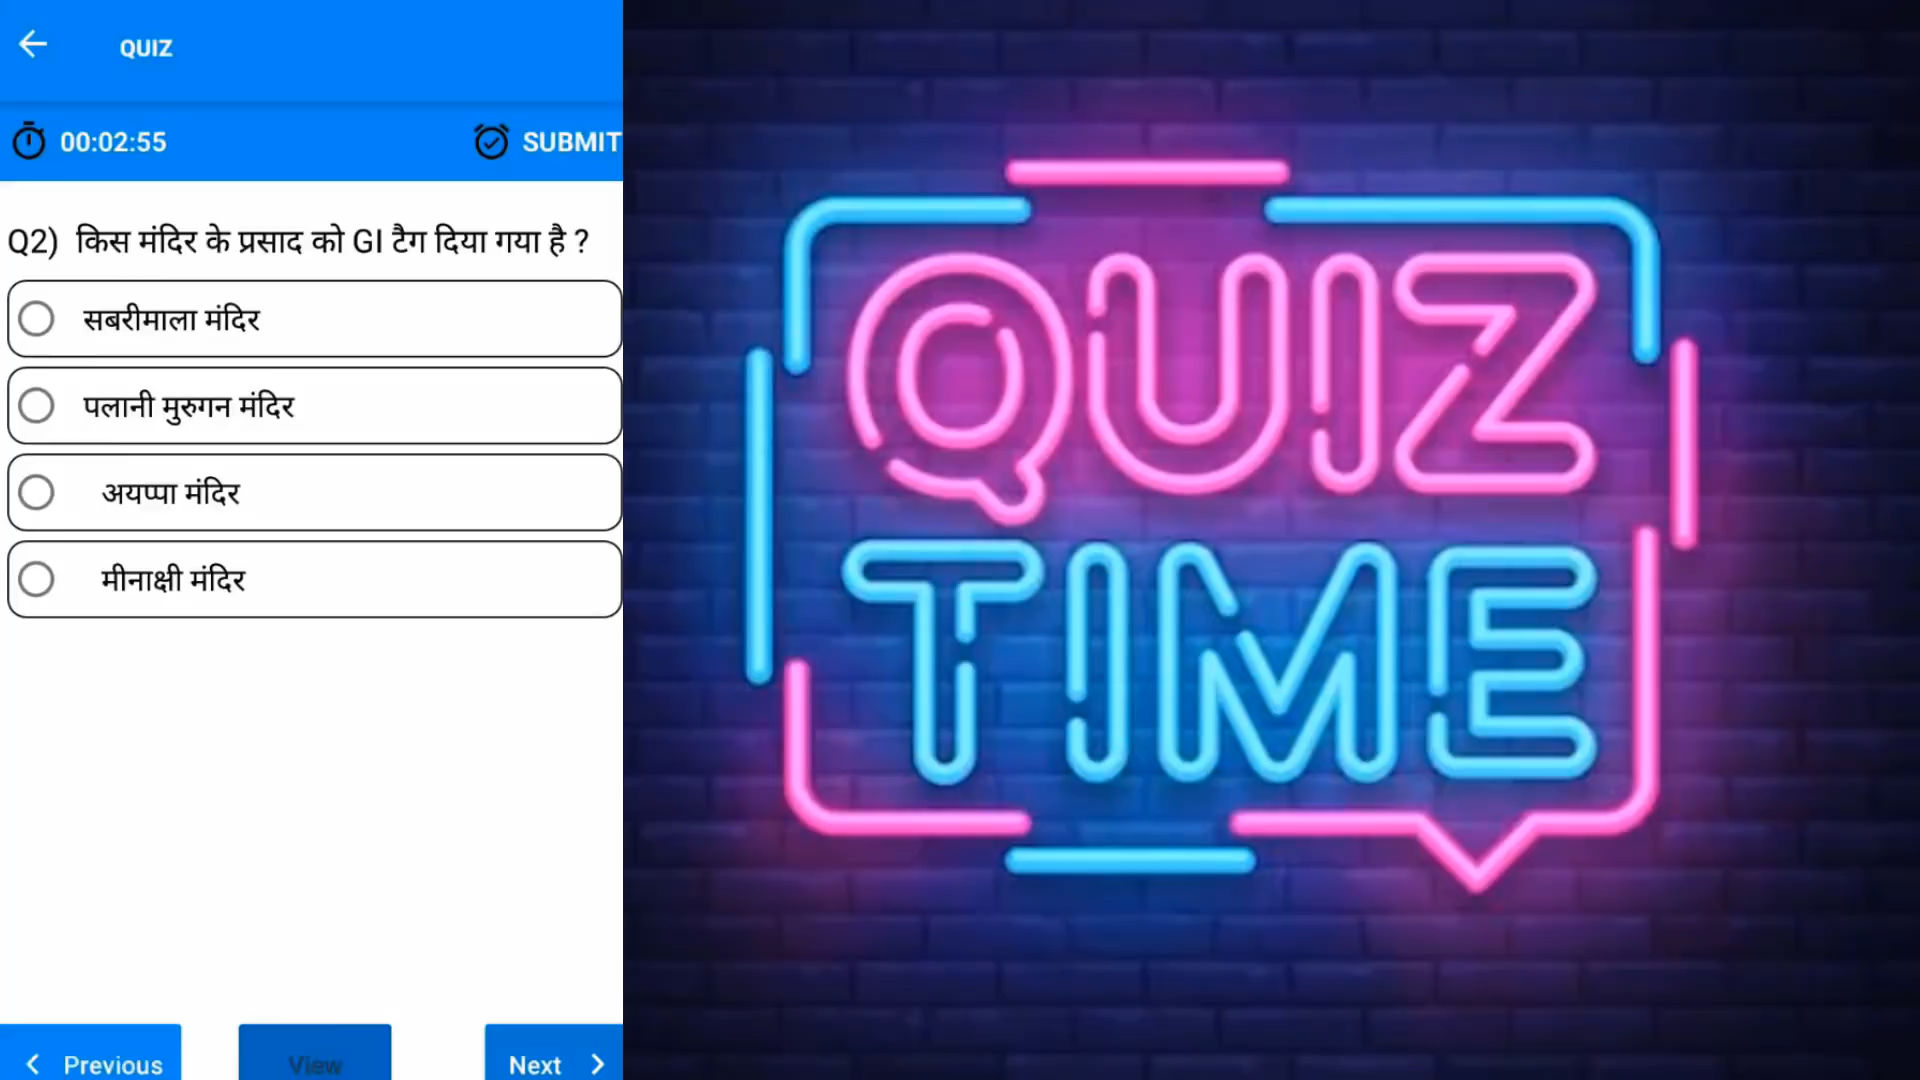 QUIZ
00:02:55
SUBMIT
Q2) किस मंदिर के प्रसाद को GI टैग दिया गया है ?
सबरीमाला मंदिर
पलानी मुरुगन मंदिर
अयप्पा मंदिर
मीनाक्षी मंदिर
Previous
View
Next
QUIZ
TIME